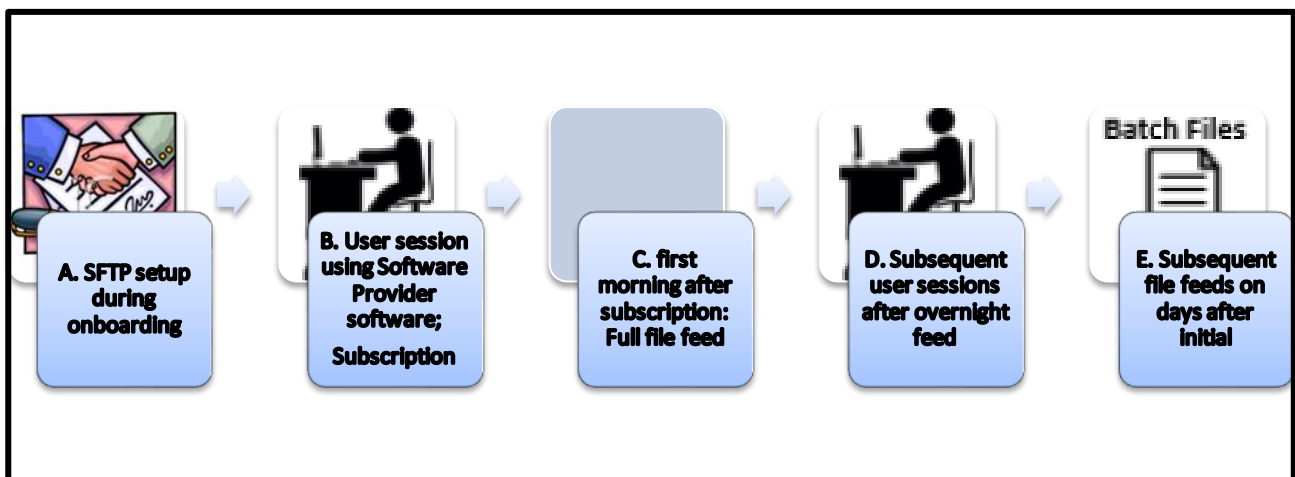 A. SFTP setup
during
onboarding
B. User session
using Software
Provider
software;
Subscription
C. first
morning after
subscription:
Full file feed
D. Subsequent
user sessions
after overnight
feed
Batch Files
E. Subsequent
file feeds on
days after
initial